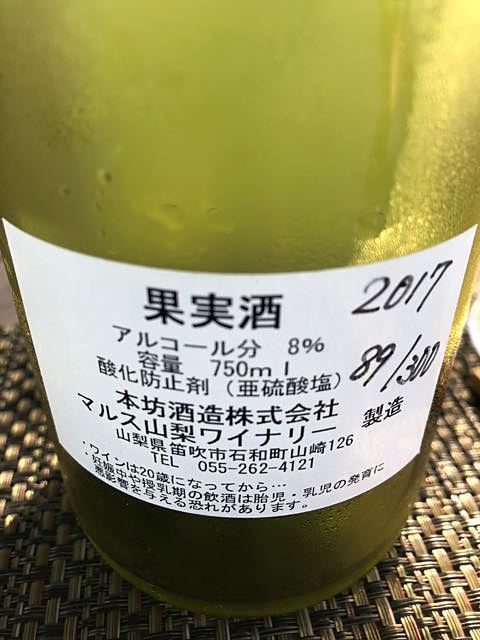 果実酒 2017
アルコール分 8%
容量 750ml
酸化防止剤（亜硫酸塩） 89/300
本坊酒造株式会社
マルス山梨ワイナリー 製造
山梨県笛吹市石和町山崎126
TEL 055-262-4121
・ワインは20歳になってから…
・妊娠中や授乳期の飲酒は胎児・乳児の発育に
悪影響を与える恐れがあります。